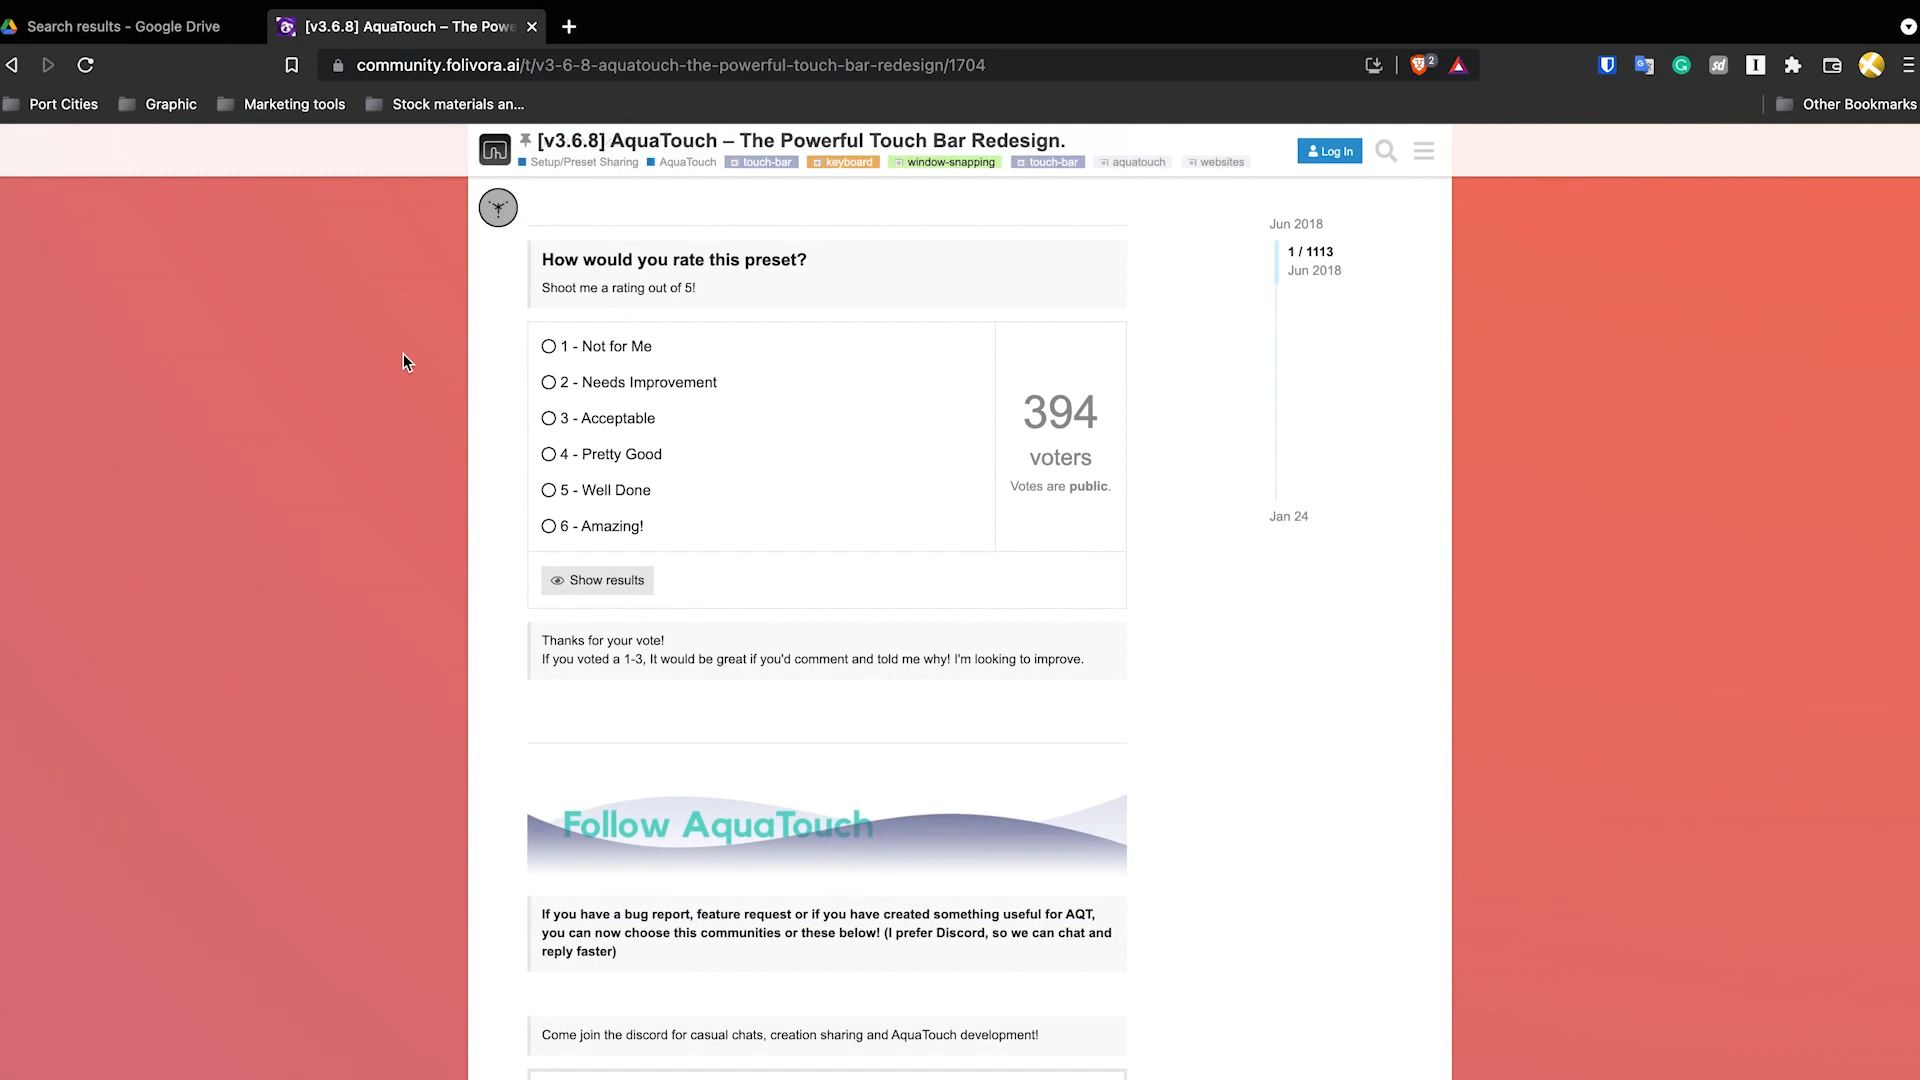 Search results - Google Drive
[v3.6.8] AquaTouch – The Powe
community.folivora.ai/t/v3-6-8-aquatouch-the-powerful-touch-bar-redesign/1704
2
Port Cities
Graphic
Marketing tools
Stock materials an...
Other Bookmarks
[v3.6.8] AquaTouch – The Powerful Touch Bar Redesign.
Setup/Preset Sharing AquaTouch touch-bar keyboard window-snapping touch-bar aquatouch websites
Log In
Jun 2018
1 / 1113
Jun 2018
Jan 24
How would you rate this preset?
Shoot me a rating out of 5!
1 - Not for Me
2 - Needs Improvement
3 - Acceptable
4 - Pretty Good
5 - Well Done
6 - Amazing!
394
voters
Votes are public.
Show results
Thanks for your vote!
If you voted a 1-3, It would be great if you'd comment and told me why! I'm looking to improve.
Follow AquaTouch
If you have a bug report, feature request or if you have created something useful for AQT,
you can now choose this communities or these below! (I prefer Discord, so we can chat and
reply faster)
Come join the discord for casual chats, creation sharing and AquaTouch development!